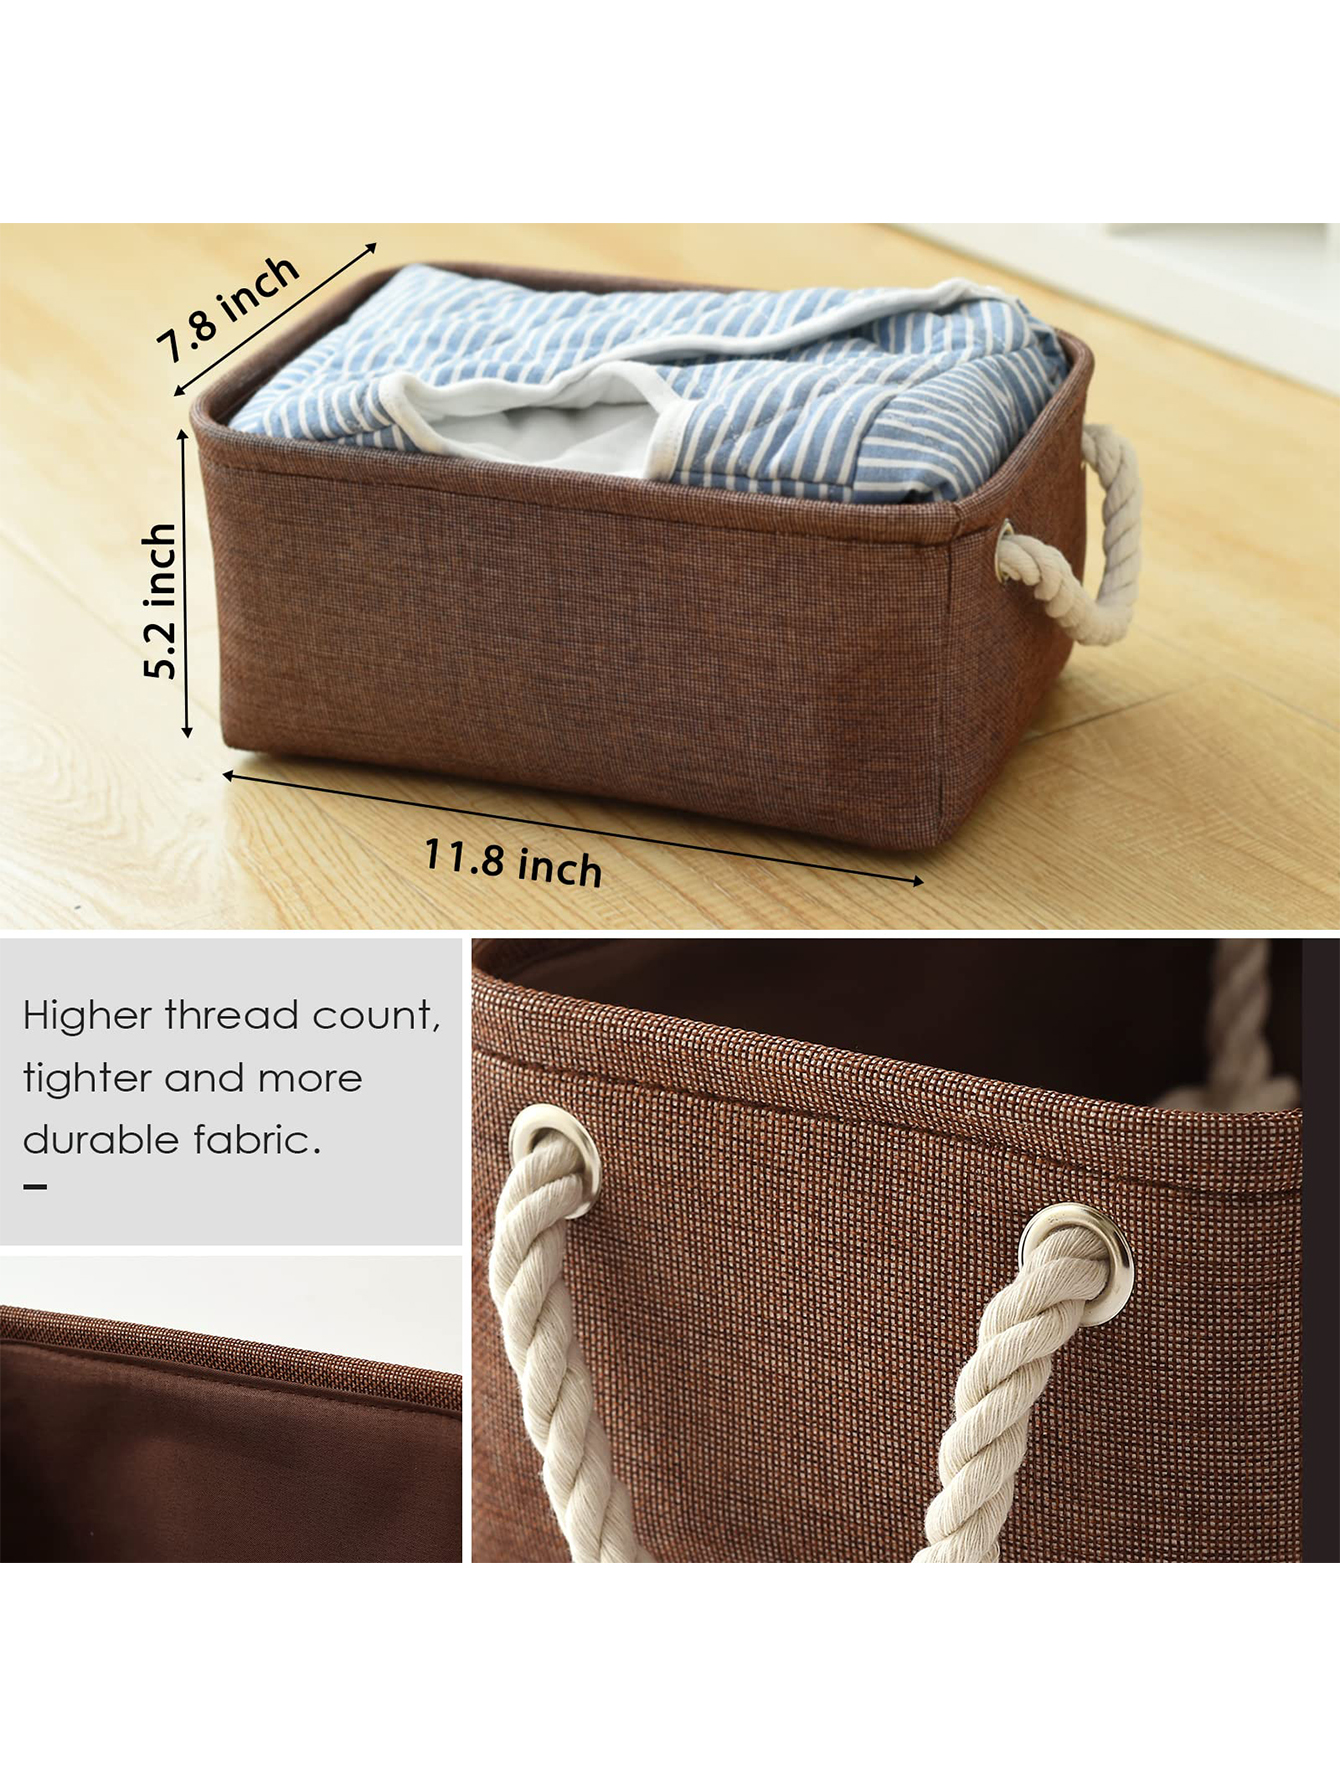 7.8 inch
5.2 inch
11.8 inch
Higher thread count,
tighter and more
durable fabric.